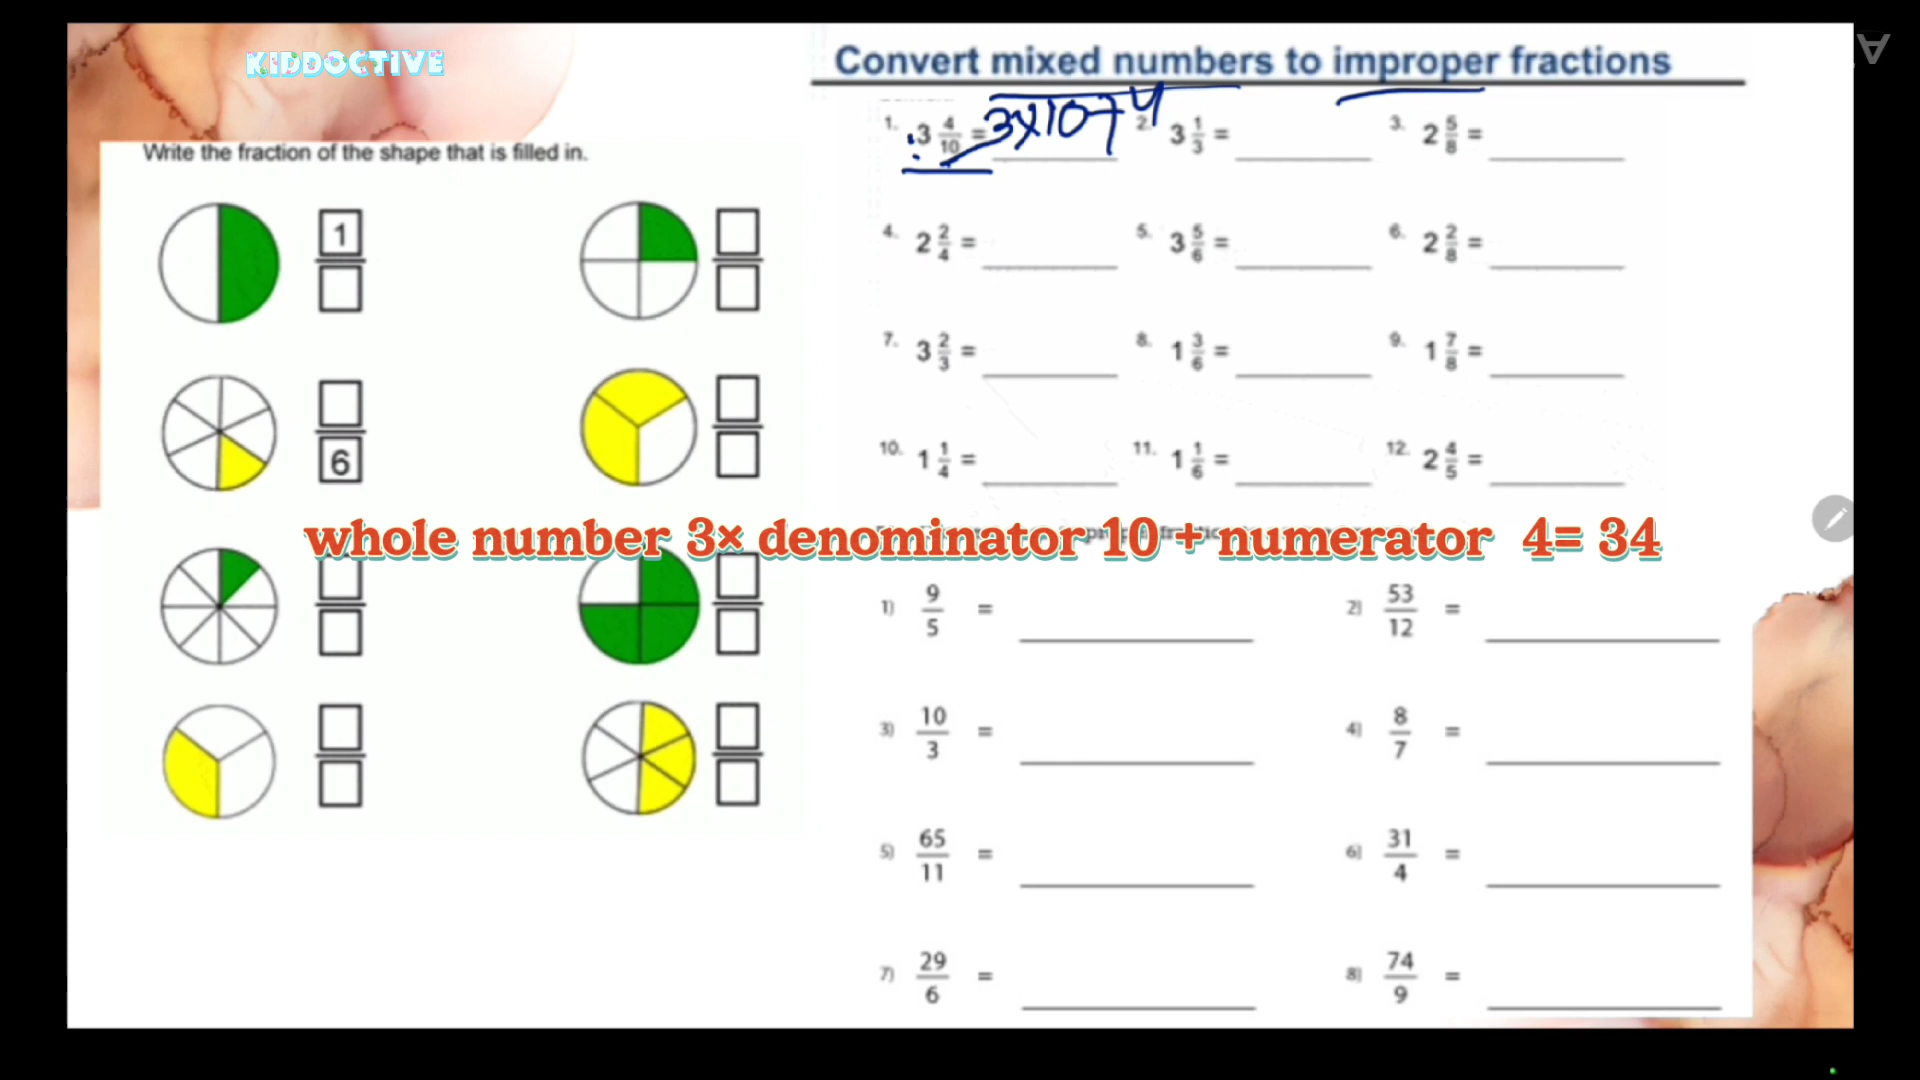 KIDDOCTIVE
Write the fraction of the shape that is filled in.
1
6
Convert mixed numbers to improper fractions
1. 3 4/10 = 3x10+4
2. 3 1/3 =
3. 2 5/8 =
4. 2 2/4 =
5. 3 5/6 =
6. 2 2/8 =
7. 3 2/3 =
8. 1 3/6 =
9. 1 7/8 =
10. 1 1/4 =
11. 1 1/6 =
12. 2 4/5 =
whole number 3× denominator 10 + numerator 4= 34
1) 9/5 =
2) 53/12 =
3) 10/3 =
4) 8/7 =
5) 65/11 =
6) 31/4 =
7) 29/6 =
8) 74/9 =